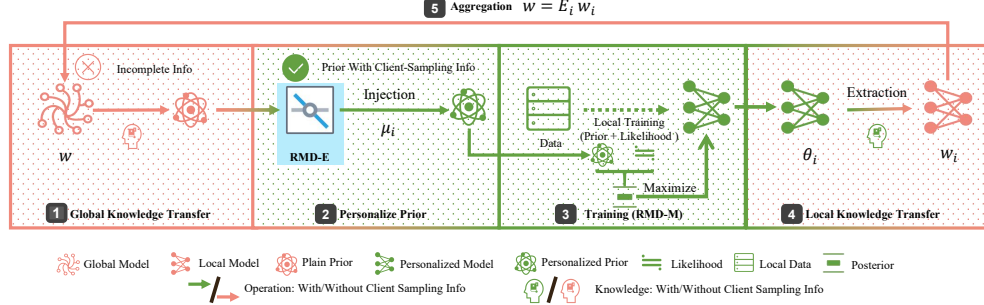 5 Aggregation w = E_i w_i
Incomplete Info
w
1 Global Knowledge Transfer
Prior With Client-Sampling Info
RMD-E
Injection
μ_i
2 Personalize Prior
Data
Local Training
(Prior + Likelihood )
Maximize
3 Training (RMD-M)
θ_i
Extraction
w_i
4 Local Knowledge Transfer
Global Model
Local Model
Plain Prior
Personalized Model
Personalized Prior
Likelihood
Local Data
Posterior
Operation: With/Without Client Sampling Info
Knowledge: With/Without Client Sampling Info